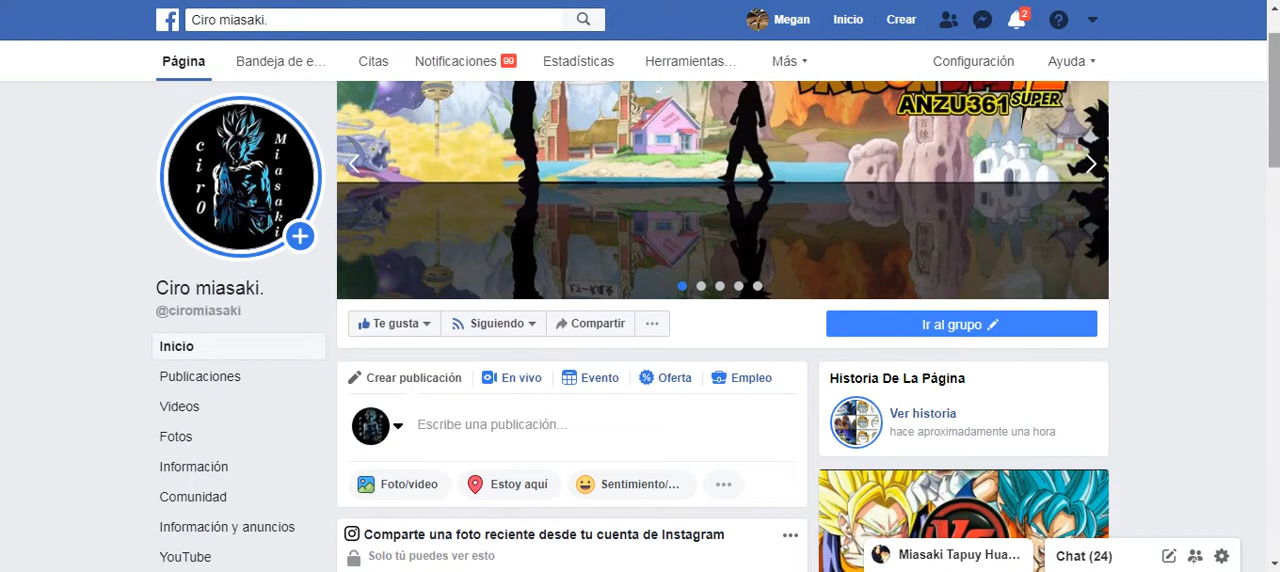 Ciro miasaki.
Megan Inicio Crear 2
Página Bandeja de e... Citas Notificaciones 99 Estadísticas Herramientas... Más Configuración Ayuda
ANZU361 SUPER
ciro Miasaki
Ciro miasaki.
@ciromiasaki
Te gusta Siguiendo Compartir ... Ir al grupo
Inicio
Publicaciones
Videos
Fotos
Información
Comunidad
Información y anuncios
YouTube
Crear publicación En vivo Evento Oferta Empleo
Escribe una publicación...
Foto/video Estoy aquí Sentimiento/... ...
Comparte una foto reciente desde tu cuenta de Instagram ...
Solo tú puedes ver esto
Historia De La Página
Ver historia
hace aproximadamente una hora
Miasaki Tapuy Hua...
Chat (24)